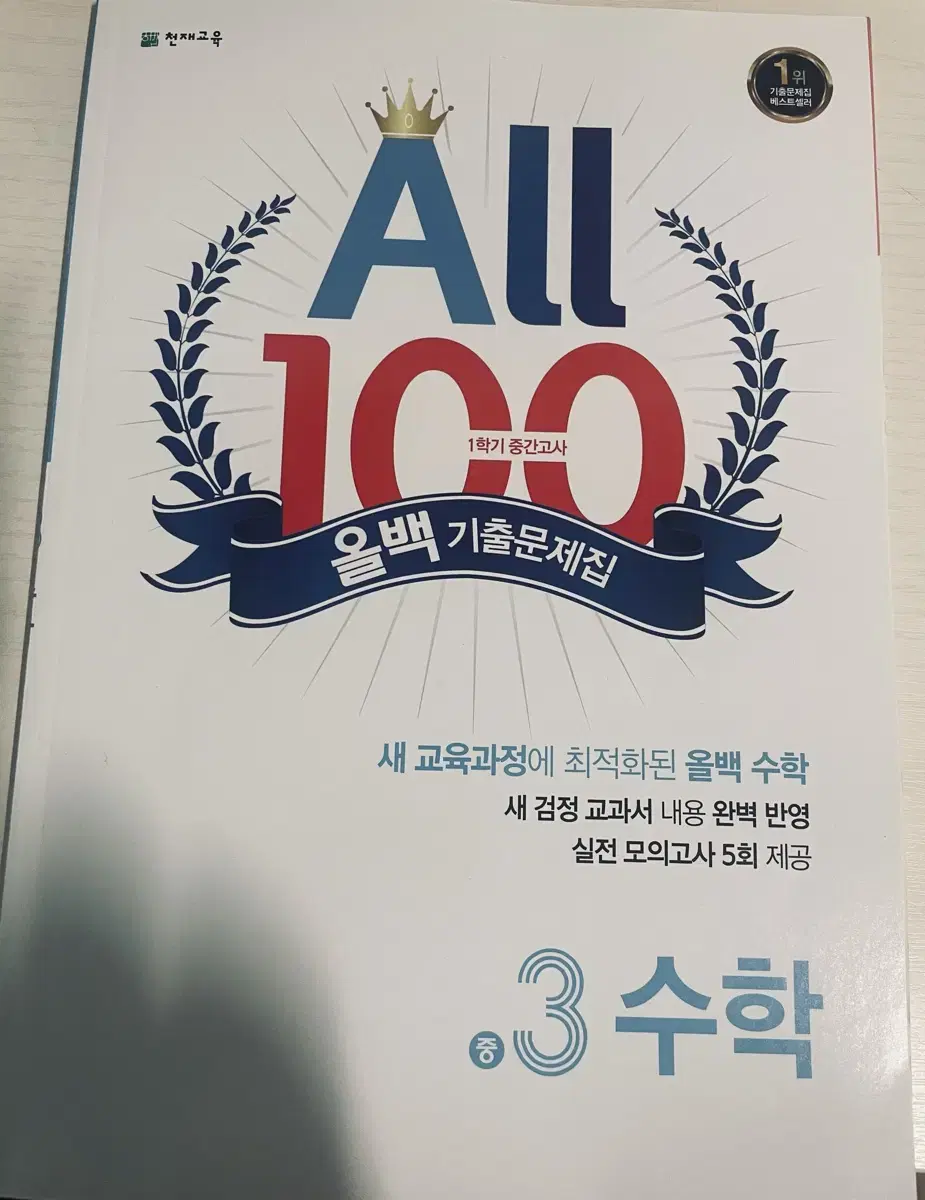 천재교육
1위
기출문제집
베스트셀러
All
100
1학기 중간고사
올백 기출문제집
새 교육과정에 최적화된 올백 수학
새 검정 교과서 내용 완벽 반영
실전 모의고사 5회 제공
중3 수학